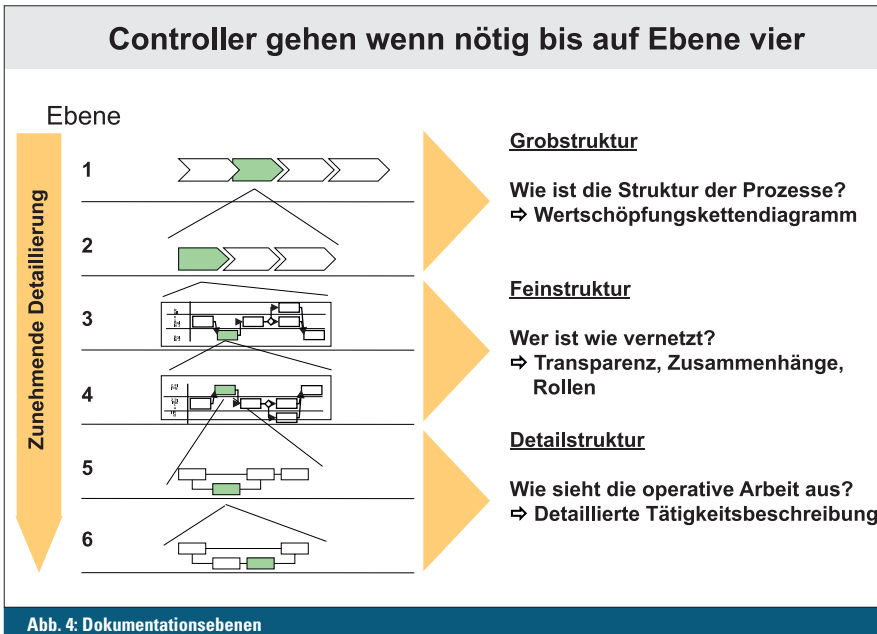 Controller gehen wenn nötig bis auf Ebene vier
Ebene
Zunehmende Detaillierung
1
2
3
4
5
6
Grobstruktur
Wie ist die Struktur der Prozesse?
⇨ Wertschöpfungskettendiagramm
Feinstruktur
Wer ist wie vernetzt?
⇨ Transparenz, Zusammenhänge,
Rollen
Detailstruktur
Wie sieht die operative Arbeit aus?
⇨ Detaillierte Tätigkeitsbeschreibung
Abb. 4: Dokumentationsebenen